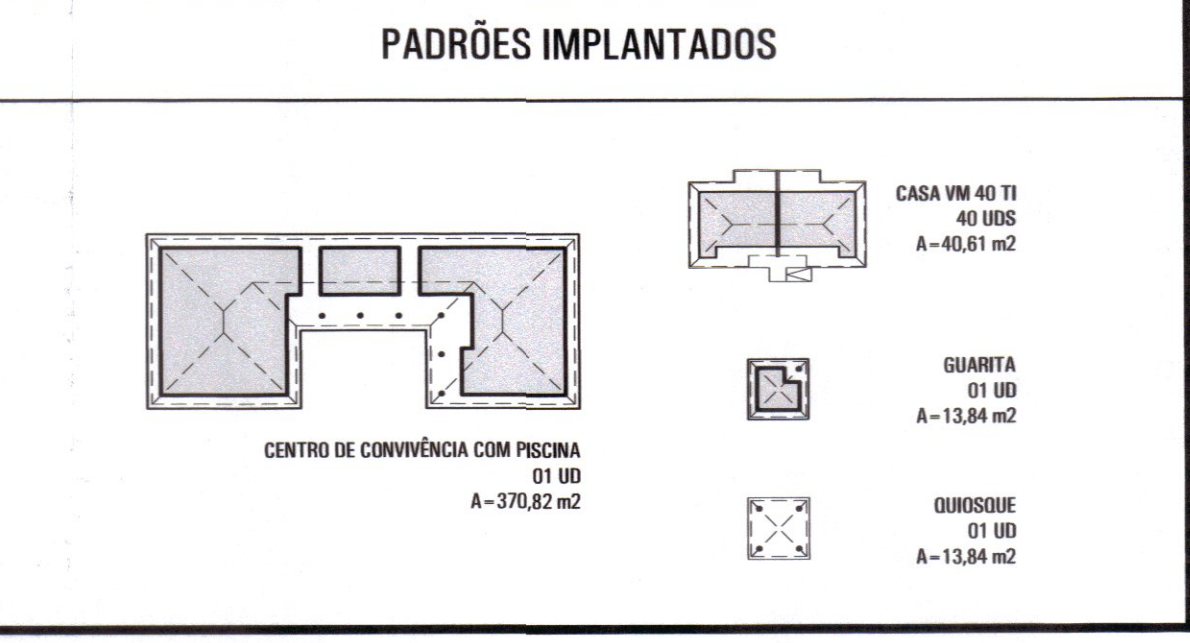 PADRÕES IMPLANTADOS
CASA VM 40 TI
40 UDS
A=40,61 m2
GUARITA
01 UD
A=13,84 m2
CENTRO DE CONVIVÊNCIA COM PISCINA
01 UD
A=370,82 m2
QUIOSQUE
01 UD
A=13,84 m2